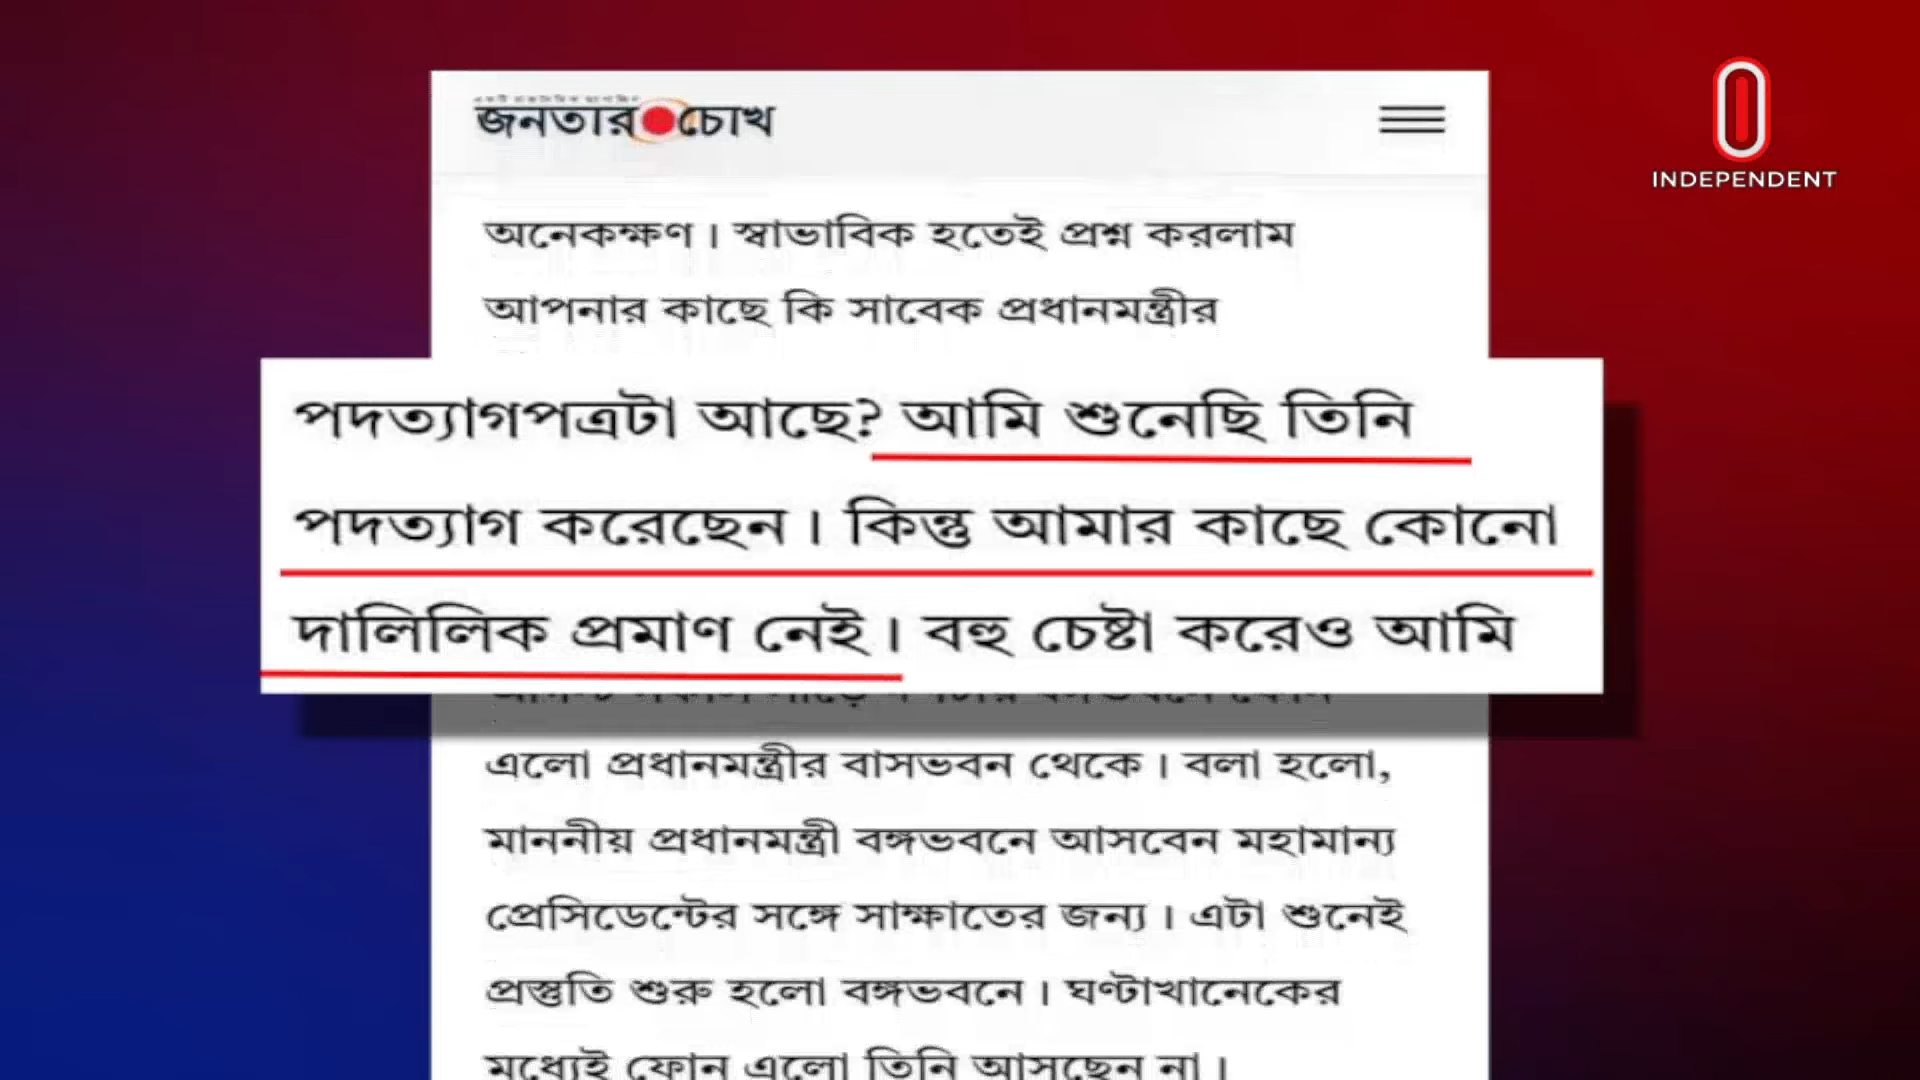 জনতার চোখ
INDEPENDENT
অনেকক্ষণ। স্বাভাবিক হতেই প্রশ্ন করলাম
আপনার কাছে কি সাবেক প্রধানমন্ত্রীর
পদত্যাগপত্রটা আছে? আমি শুনেছি তিনি
পদত্যাগ করেছেন। কিন্তু আমার কাছে কোনো
দালিলিক প্রমাণ নেই। বহু চেষ্টা করেও আমি
এলো প্রধানমন্ত্রীর বাসভবন থেকে। বলা হলো,
মাননীয় প্রধানমন্ত্রী বঙ্গভবনে আসবেন মহামান্য
প্রেসিডেন্টের সঙ্গে সাক্ষাতের জন্য। এটা শুনেই
প্রস্তুতি শুরু হলো বঙ্গভবনে। ঘণ্টাখানেকের
মধ্যেই ফোন এলো তিনি আসছেন না।